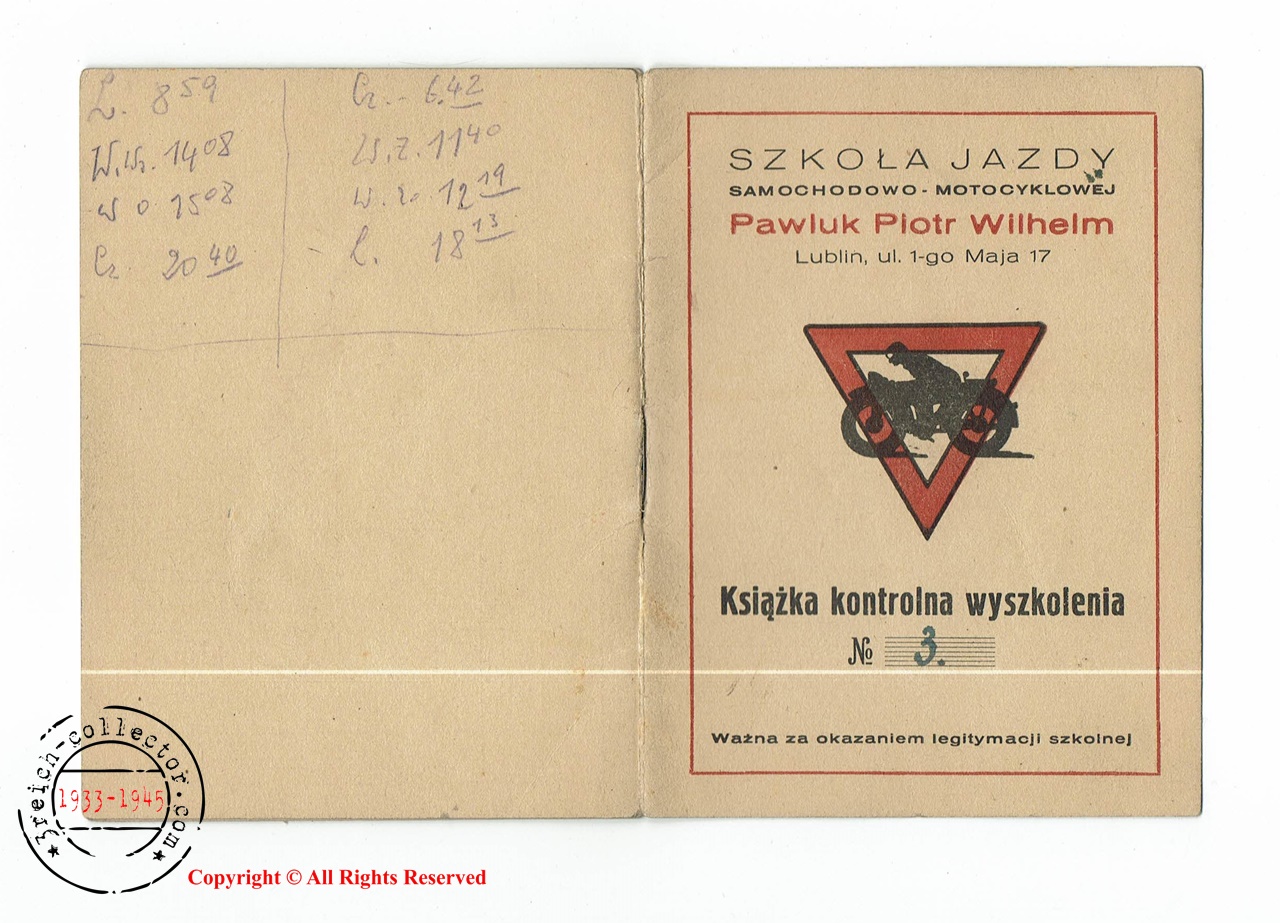 L. 8 59
W.W. 14 08
W O. 15 08
Cz. 20 40
Cz. - 6.42
W.Z. 11 40
12 19
- L. 18 13
SZKOŁA JAZDY
SAMOCHODOWO - MOTOCYKLOWEJ
Pawluk Piotr Wilhelm
Lublin, ul. 1-go Maja 17
Książka kontrolna wyszkolenia
№ 3.
Ważna za okazaniem legitymacji szkolnej
3reich-collector.com
1933-1945
Copyright © All Rights Reserved